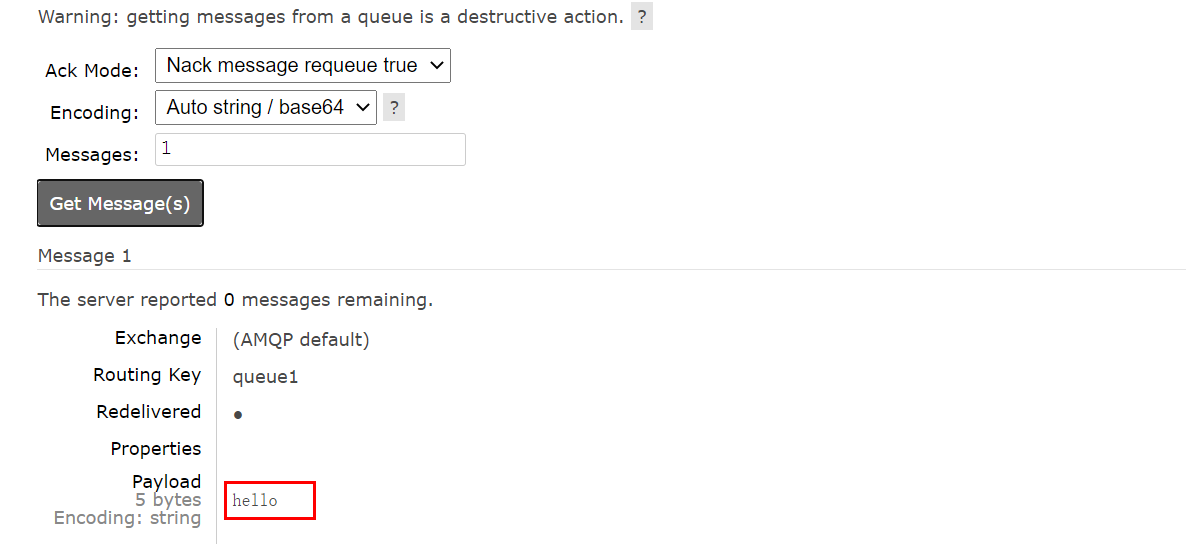 Warning: getting messages from a queue is a destructive action. ?
Ack Mode: Nack message requeue true
Encoding: Auto string / base64 ?
Messages: 1
Get Message(s)
Message 1
The server reported 0 messages remaining.
Exchange (AMQP default)
Routing Key queue1
Redelivered ●
Properties
Payload
5 bytes hello
Encoding: string